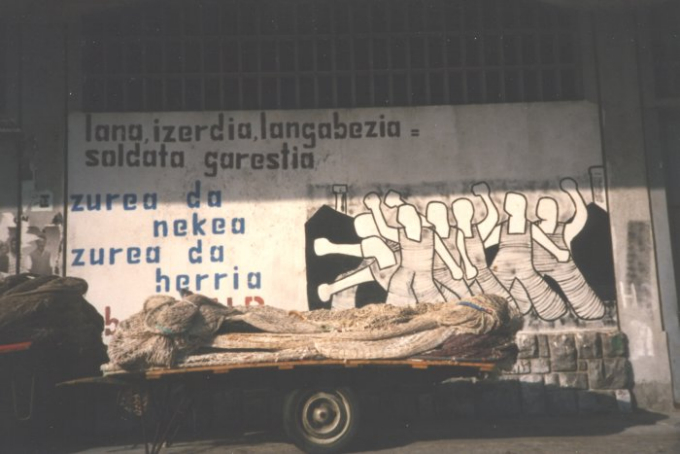 lana,izerdia,langabezia =
soldata garestia
zurea da
nekea
zurea da
herria